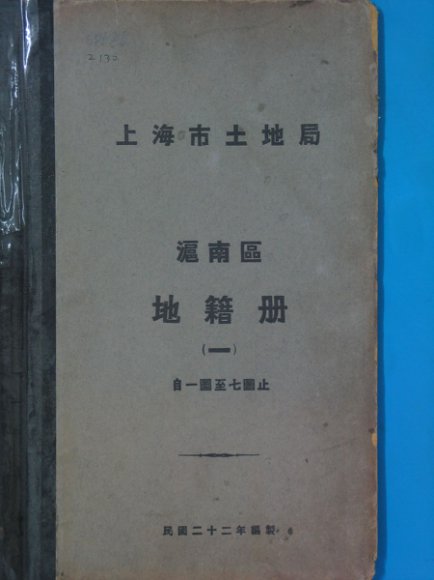 2130
上海市土地局
滬南區
地籍册
(一)
自一圖至七圖止
民國二十二年編製